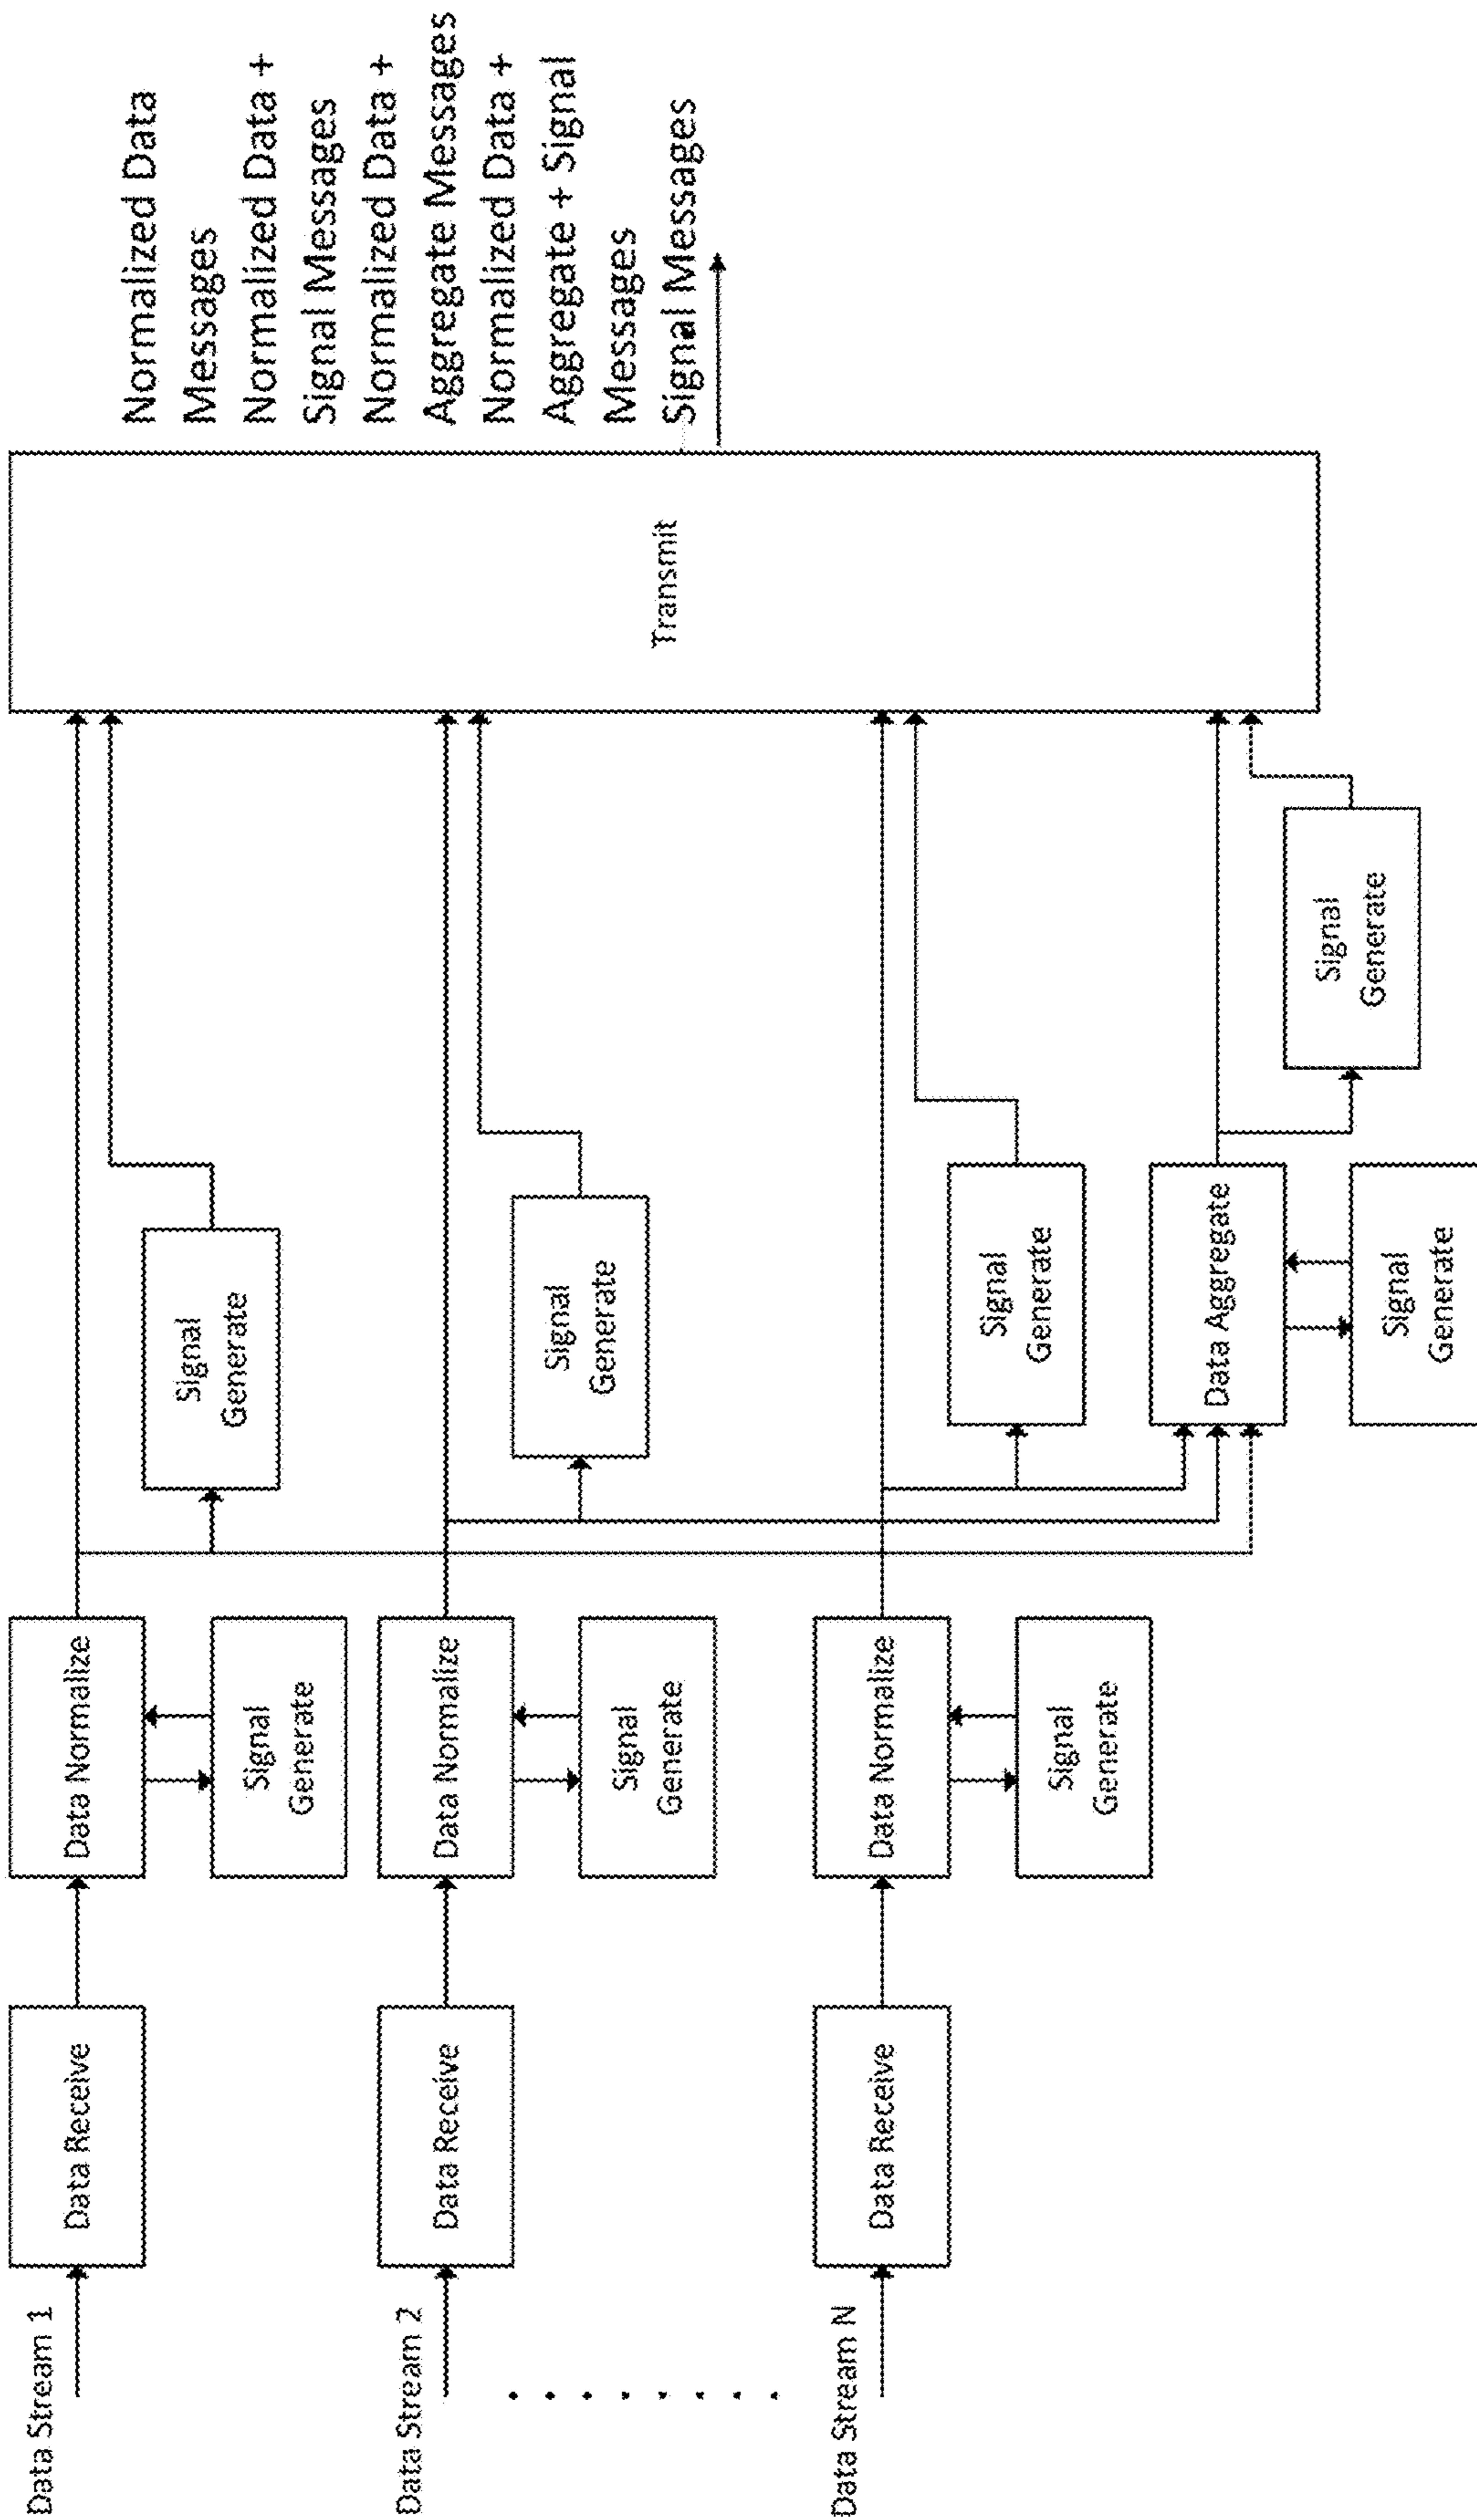 Data Stream 1
Data Receive
Data Normalize
Signal
Generate
Signal
Generate
Data Stream 2
Data Receive
Data Normalize
Signal
Generate
Signal
Generate
Data Stream N
Data Receive
Data Normalize
Signal
Generate
Signal
Generate
Data Aggregate
Signal
Generate
Signal
Generate
Transmit
Normalized Data
Messages
Normalized Data +
Signal Messages
Normalized Data +
Aggregate Messages
Normalized Data +
Aggregate + Signal
Messages
Signal Messages